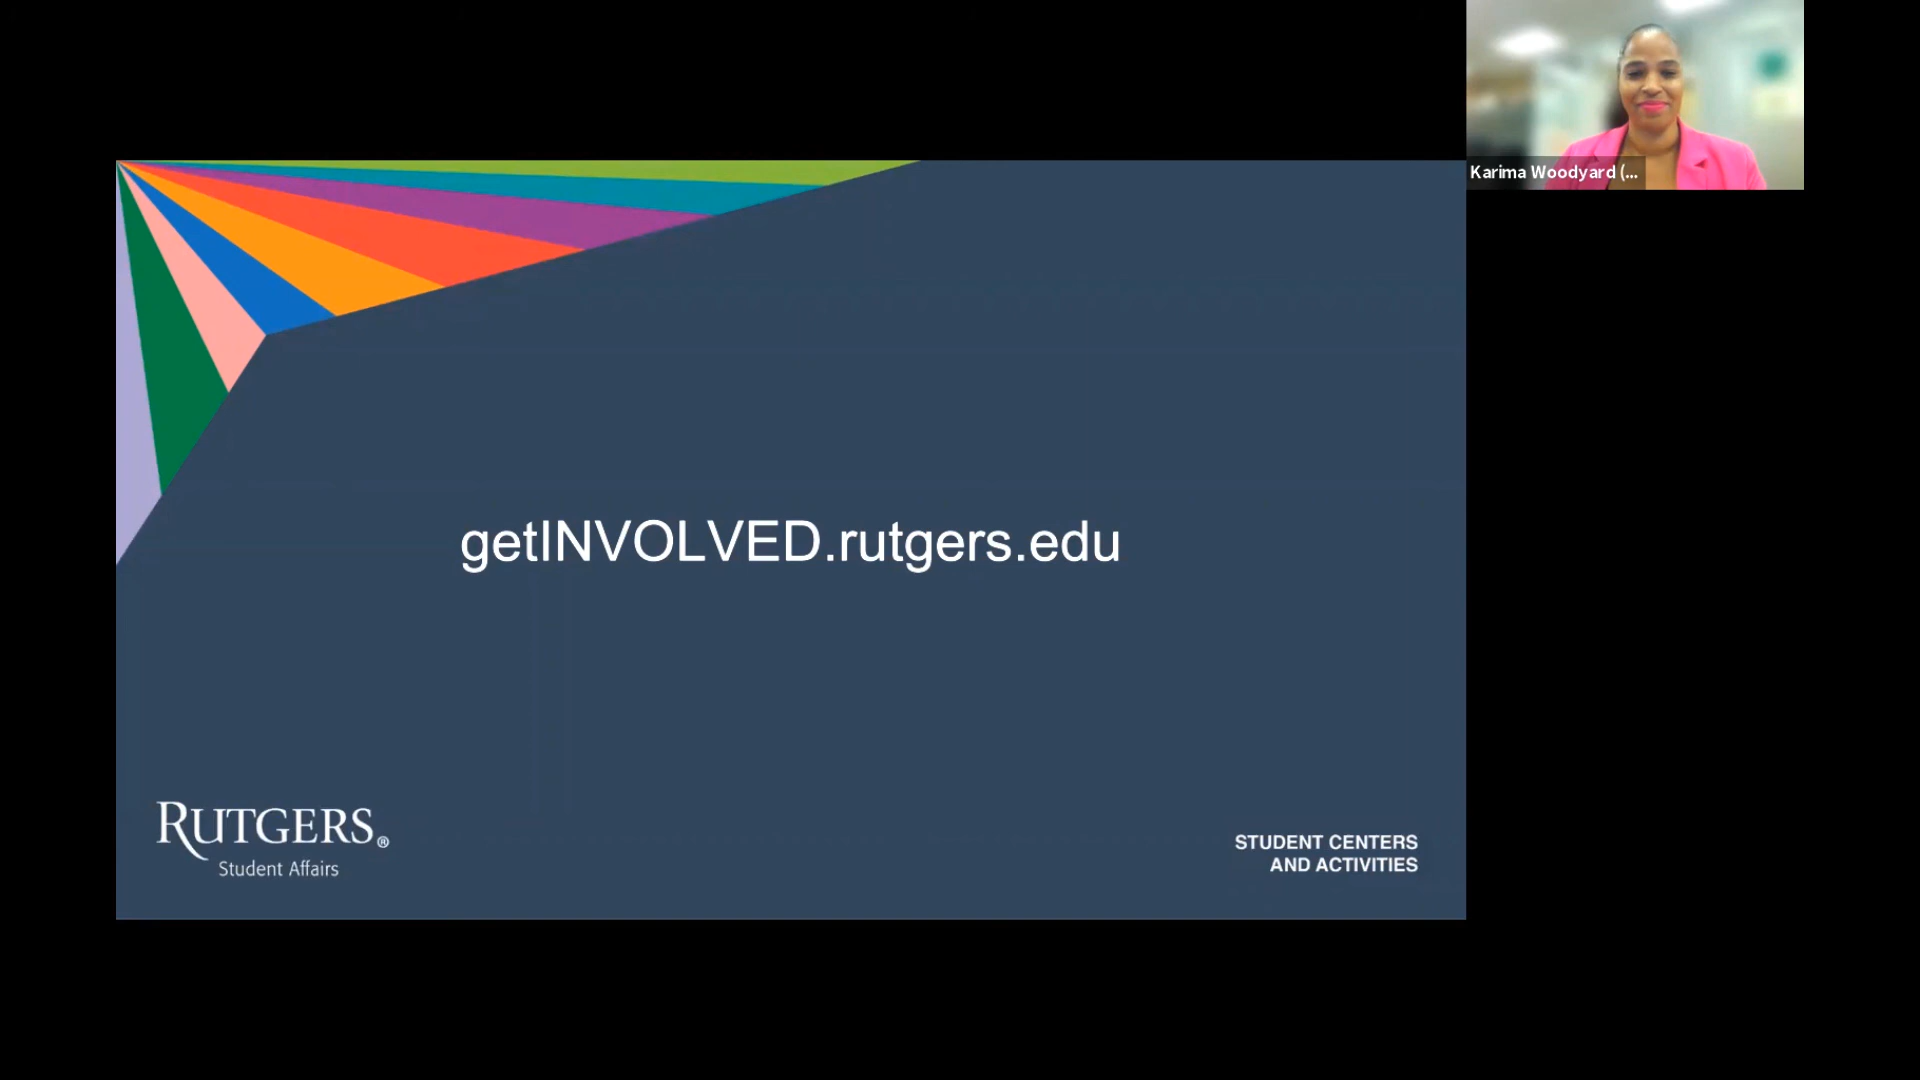 Karima Woodyard (...
getINVOLVED.rutgers.edu
RUTGERS®
Student Affairs
STUDENT CENTERS
AND ACTIVITIES